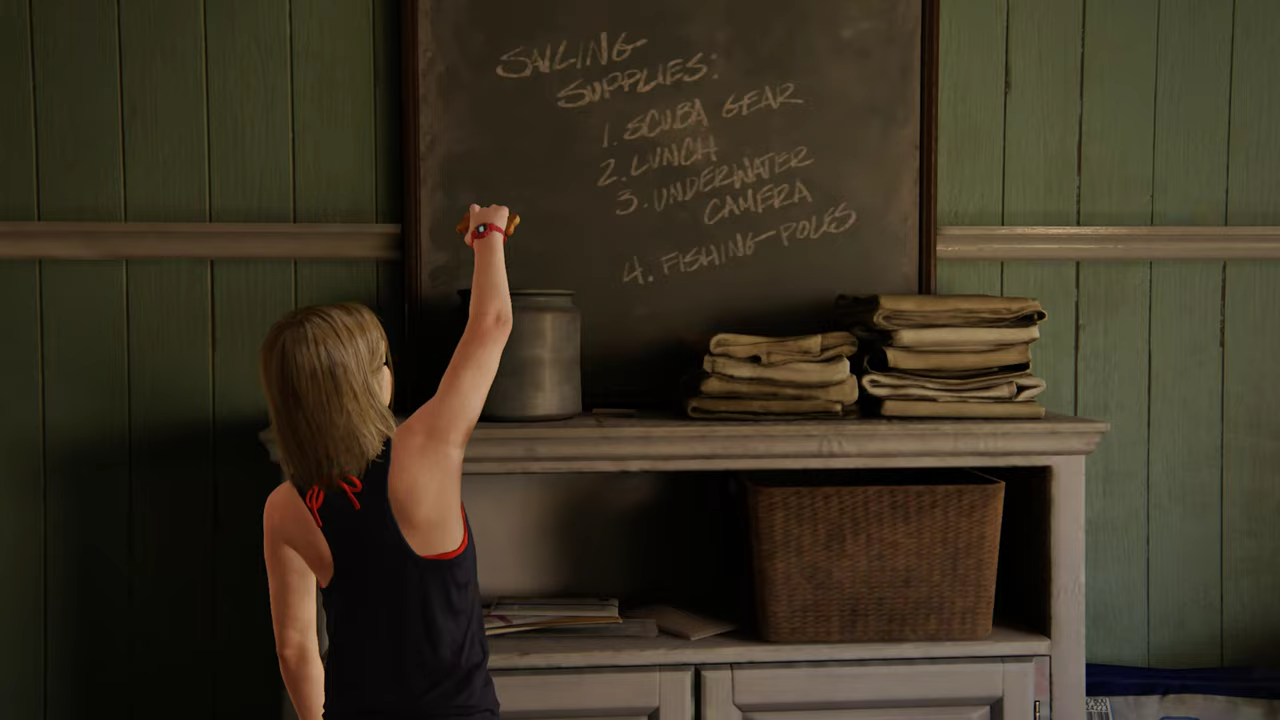 SAILING
SUPPLIES:
1. SCUBA GEAR
2. LUNCH
3. UNDERWATER
CAMERA
4. FISHING-POLES